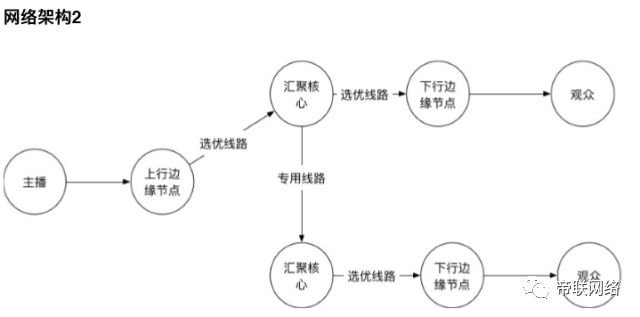 网络架构2
汇聚核
心
选优线路
下行边
缘节点
观众
选优线路
主播
上行边
缘节点
专用线路
汇聚核
心
选优线路
下行边
缘节点
观众
帝联网络